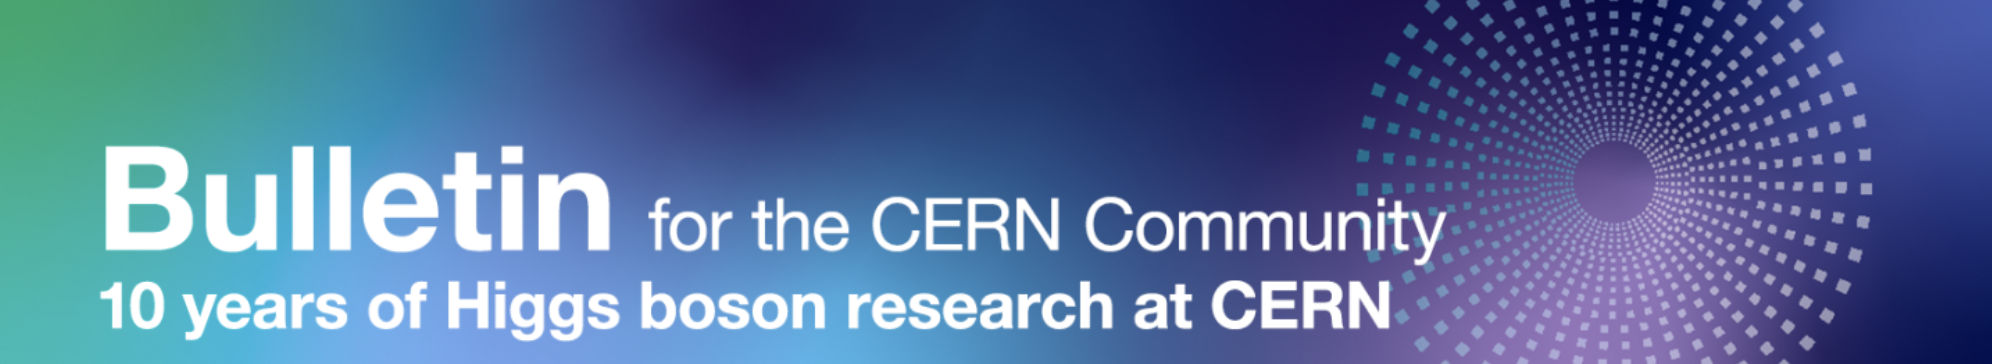 Bulletin for the CERN Community
10 years of Higgs boson research at CERN